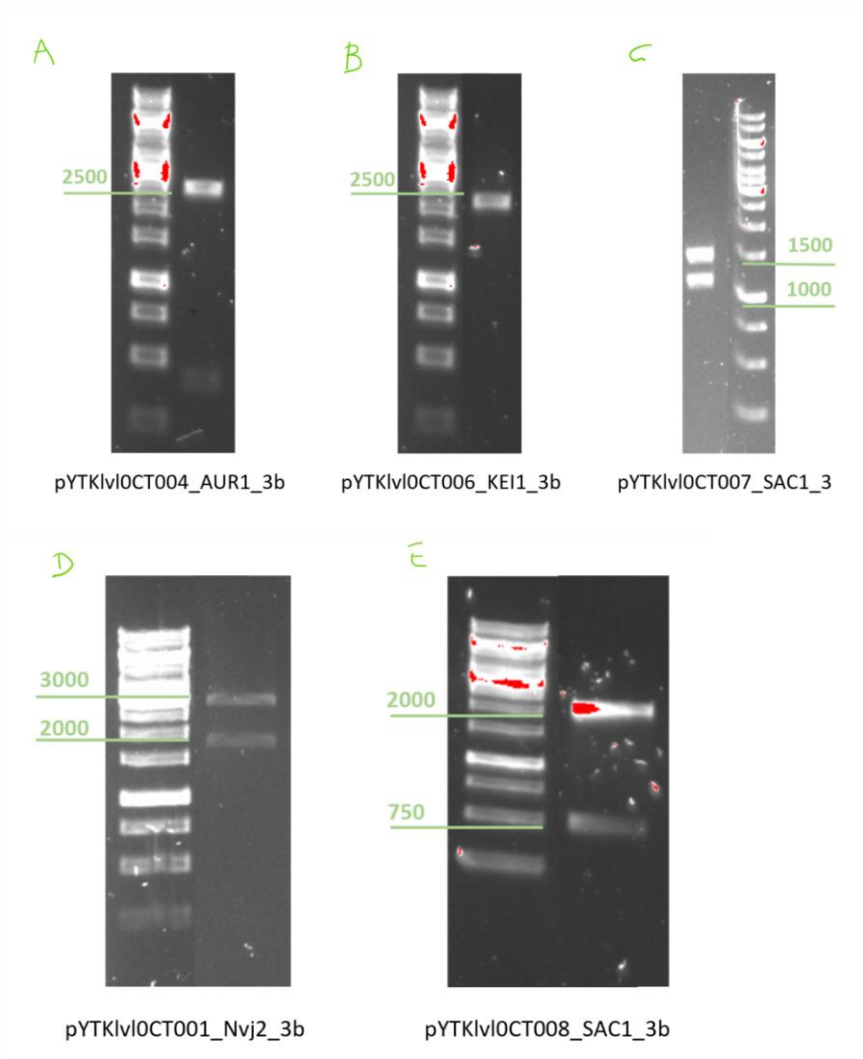 A B C
2500 2500 1500
1000
pYTKlvl0CT004_AUR1_3b pYTKlvl0CT006_KEI1_3b pYTKlvl0CT007_SAC1_3
D E
3000
2000 2000
750
pYTKlvl0CT001_Nvj2_3b pYTKlvl0CT008_SAC1_3b